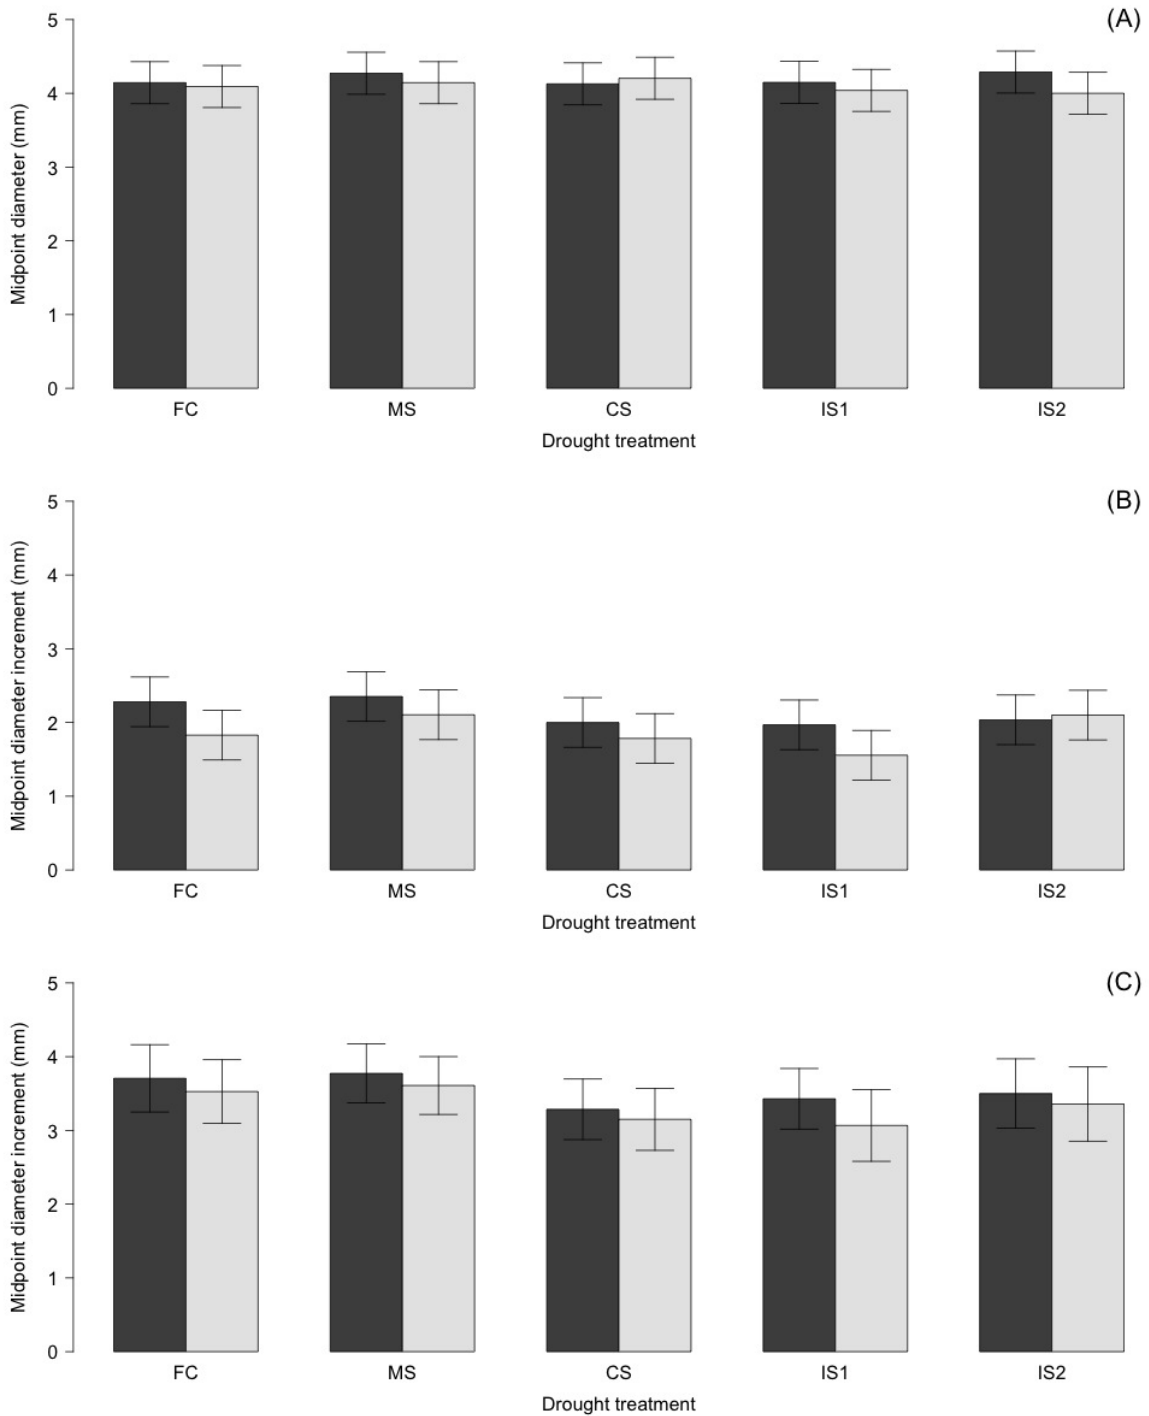 (A)
Midpoint diameter (mm)
5
4
3
2
1
0
FC MS CS IS1 IS2
Drought treatment
(B)
Midpoint diameter increment (mm)
5
4
3
2
1
0
FC MS CS IS1 IS2
Drought treatment
(C)
Midpoint diameter increment (mm)
5
4
3
2
1
0
FC MS CS IS1 IS2
Drought treatment